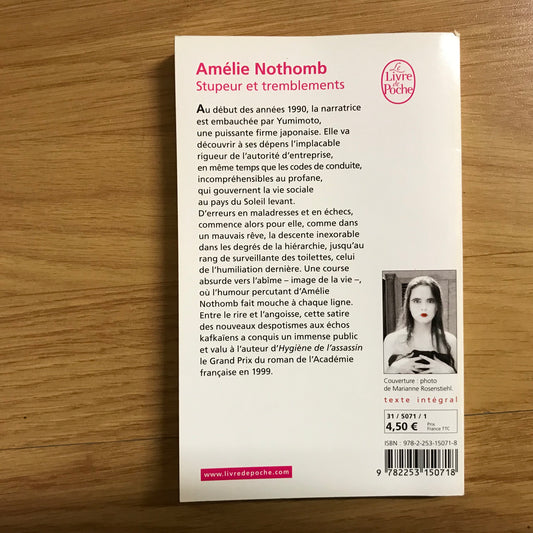 Amélie Nothomb
Stupeur et tremblements
Le
Livre
de
Poche
Au début des années 1990, la narratrice
est embauchée par Yumimoto,
une puissante firme japonaise. Elle va
découvrir à ses dépens l'implacable
rigueur de l'autorité d'entreprise,
en même temps que les codes de conduite,
incompréhensibles au profane,
qui gouvernent la vie sociale
au pays du Soleil levant.
D'erreurs en maladresses et en échecs,
commence alors pour elle, comme dans
un mauvais rêve, la descente inexorable
dans les degrés de la hiérarchie, jusqu'au
rang de surveillante des toilettes, celui
de l'humiliation dernière. Une course
absurde vers l'abîme – image de la vie –,
où l'humour percutant d'Amélie
Nothomb fait mouche à chaque ligne.
Entre le rire et l'angoisse, cette satire
des nouveaux despotismes aux échos
kafkaïens a conquis un immense public
et valu à l'auteur d'Hygiène de l'assassin
le Grand Prix du roman de l'Académie
française en 1999.
Couverture : photo
de Marianne Rosenstiehl.
texte intégral
31 / 5071 / 1
4,50 € Prix
France TTC
ISBN : 978-2-253-15071-8
9 782253 150718
www.livredepoche.com